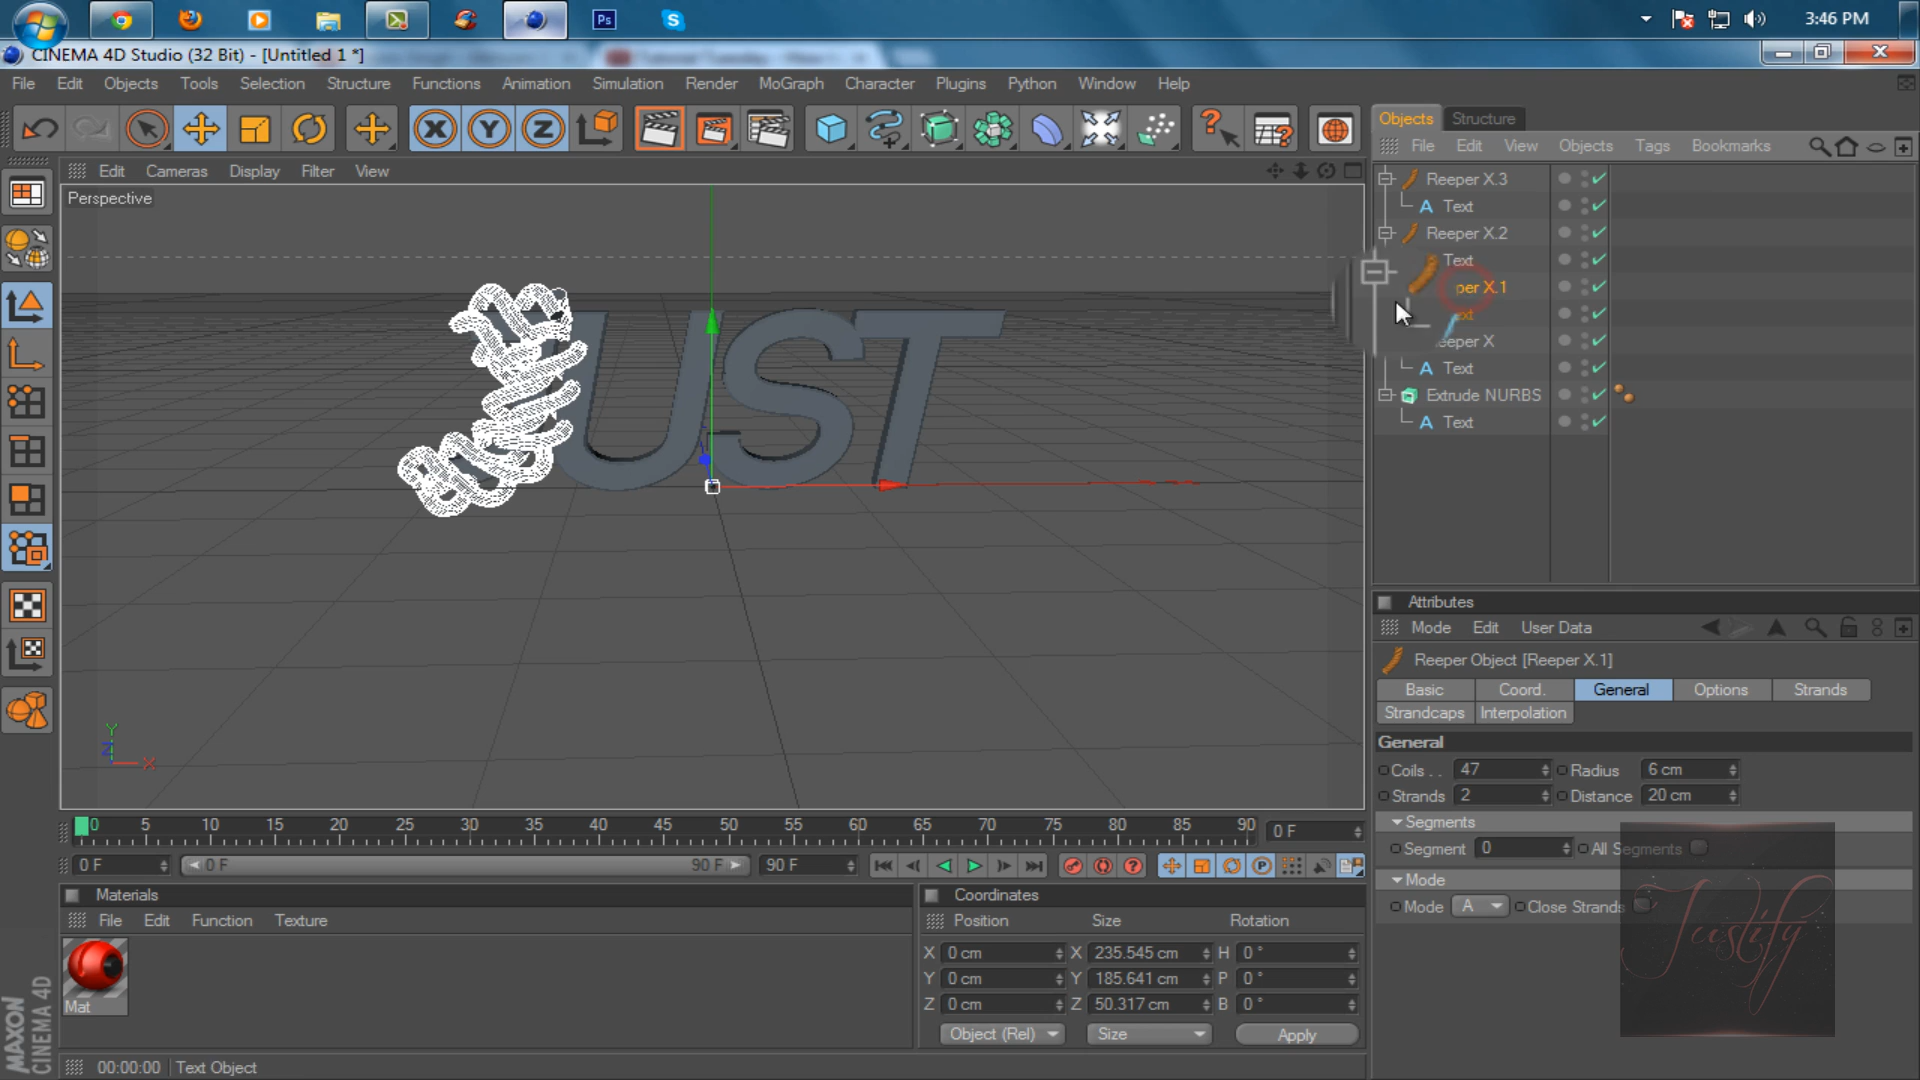 Ps
S
3:46 PM
CINEMA 4D Studio (32 Bit) - [Untitled 1 *]
File Edit Objects Tools Selection Structure Functions Animation Simulation Render MoGraph Character Plugins Python Window Help
X Y Z
Objects Structure
File Edit View Objects Tags Bookmarks
Edit Cameras Display Filter View
Perspective
Reeper X.3
A Text
Reeper X.2
Text
per X.1
eeper X
A Text
Extrude NURBS
A Text
UST
Y
Z
X
Attributes
Mode Edit User Data
Reeper Object [Reeper X.1]
Basic Coord. General Options Strands
Strandcaps Interpolation
General
Coils . . 47 Radius 6 cm
Strands 2 Distance 20 cm
Segments
Segment 0 All Segments
Mode
Mode A Close Strands
Justify
0 5 10 15 20 25 30 35 40 45 50 55 60 65 70 75 80 85 90 0 F
0 F 0 F 90 F 90 F
Materials
File Edit Function Texture
Mat
Coordinates
Position Size Rotation
X 0 cm X 235.545 cm H 0 °
Y 0 cm Y 185.641 cm P 0 °
Z 0 cm Z 50.317 cm B 0 °
Object (Rel) Size Apply
MAXON
CINEMA 4D
00:00:00 Text Object